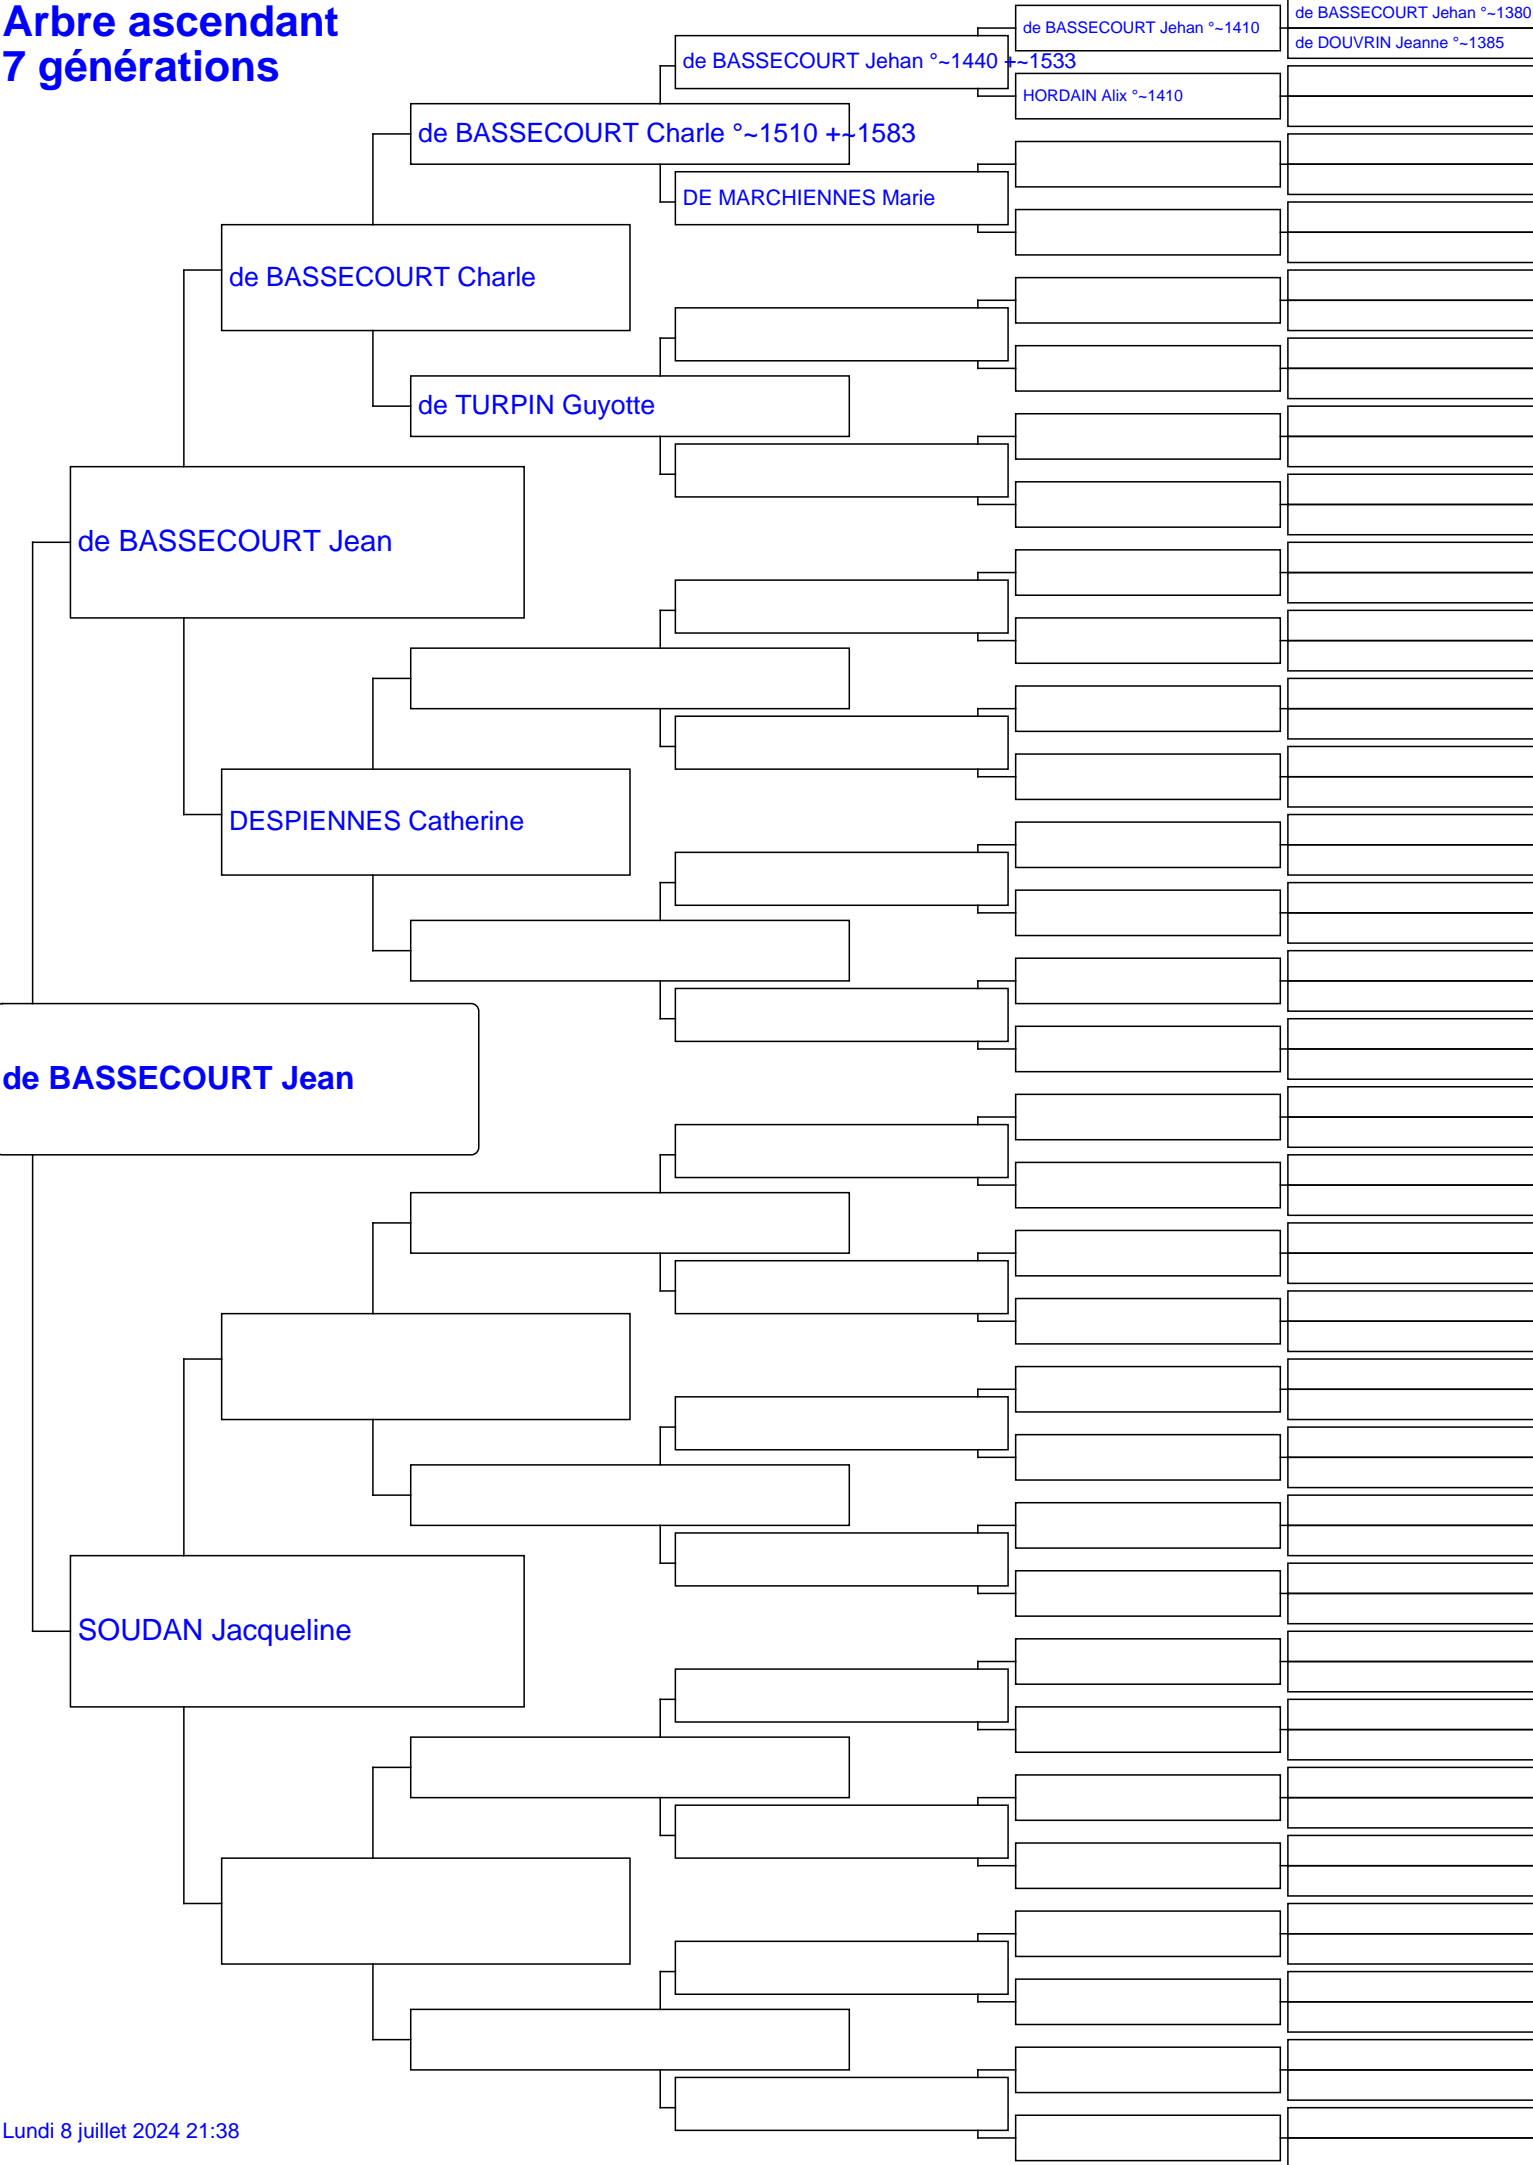 Arbre ascendant
7 générations
de BASSECOURT Jehan °~1380
de BASSECOURT Jehan °~1410
de DOUVRIN Jeanne °~1385
de BASSECOURT Jehan °~1440 +~1533
HORDAIN Alix °~1410
de BASSECOURT Charle °~1510 +~1583
DE MARCHIENNES Marie
de BASSECOURT Charle
de TURPIN Guyotte
de BASSECOURT Jean
DESPIENNES Catherine
de BASSECOURT Jean
SOUDAN Jacqueline
Lundi 8 juillet 2024 21:38